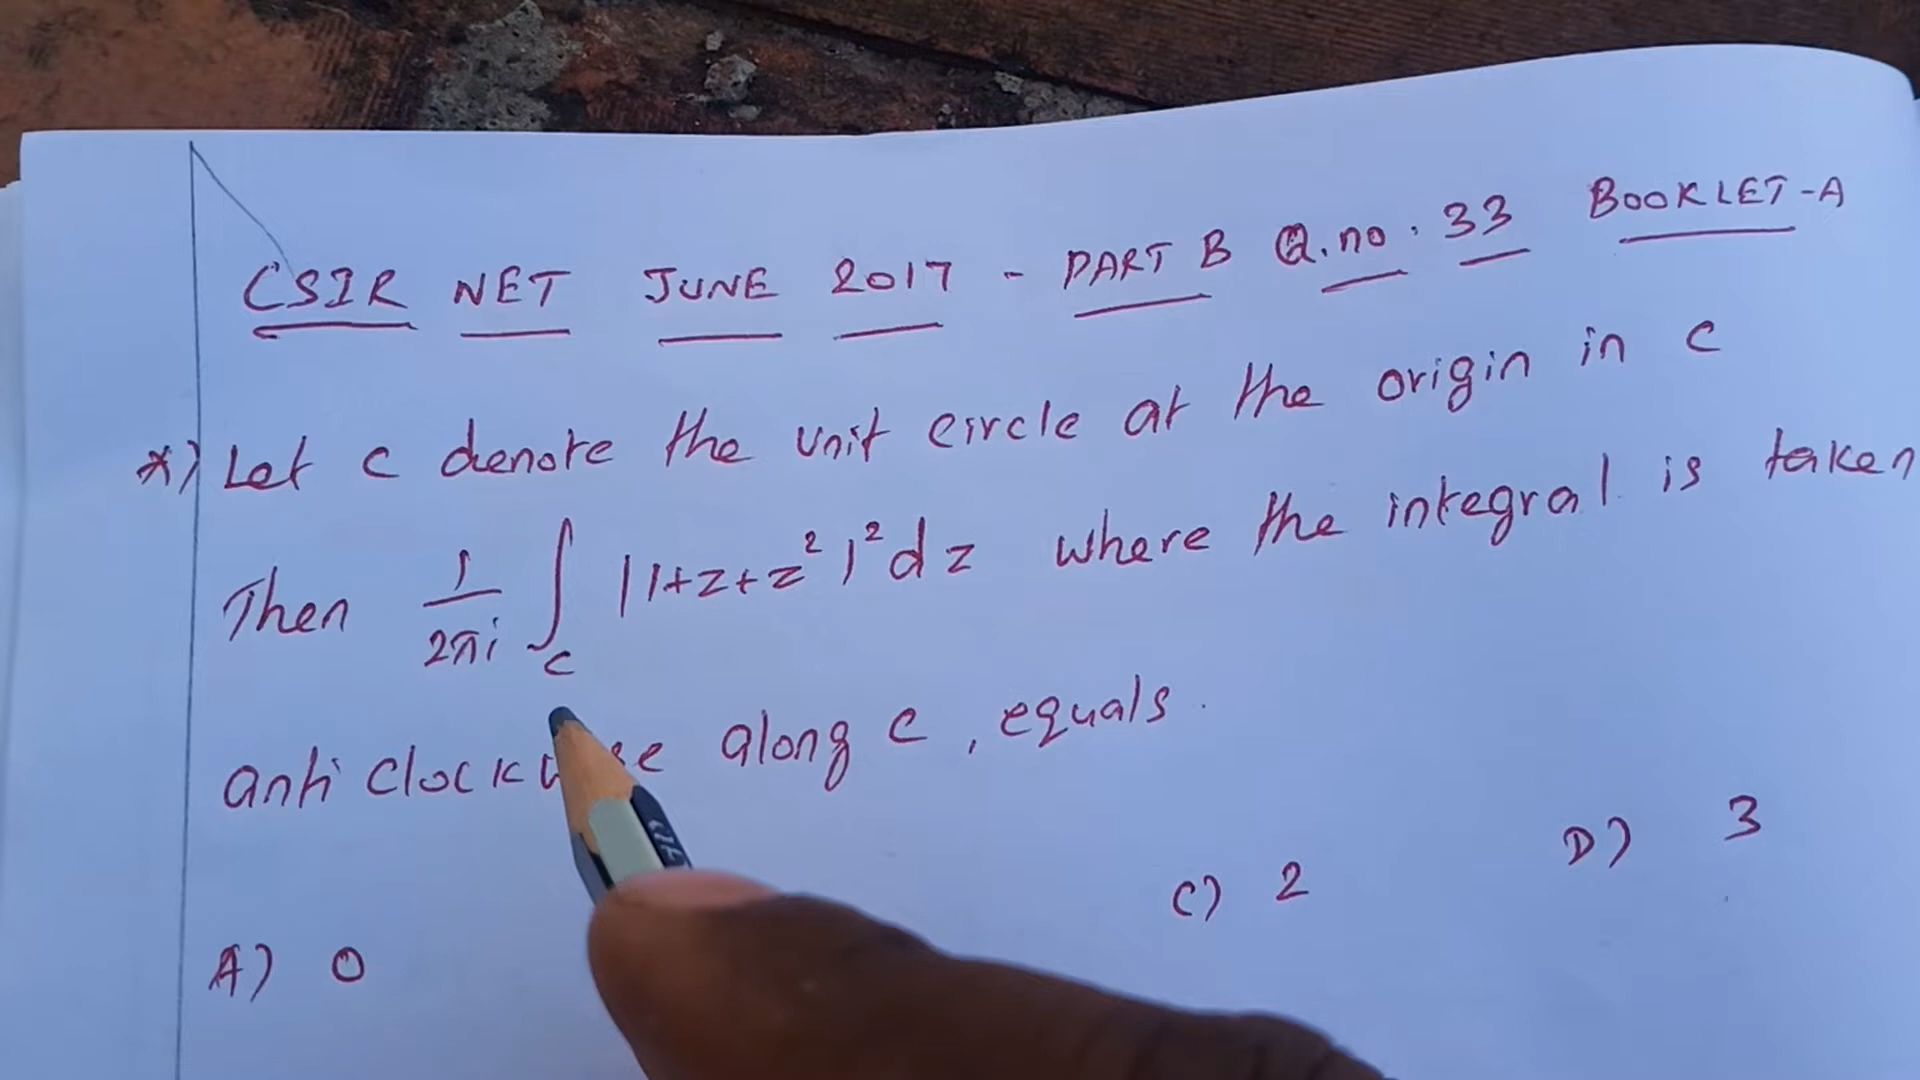 CSIR NET JUNE 2017 - PART B Q.no. 33 BOOKLET-A
*) Let c denote the unit circle at the origin in c
Then 1/2πi ∫_c |1+z+z²|² dz where the integral is taken
anti along c, equals.
A) 0 C) 2 D) 3